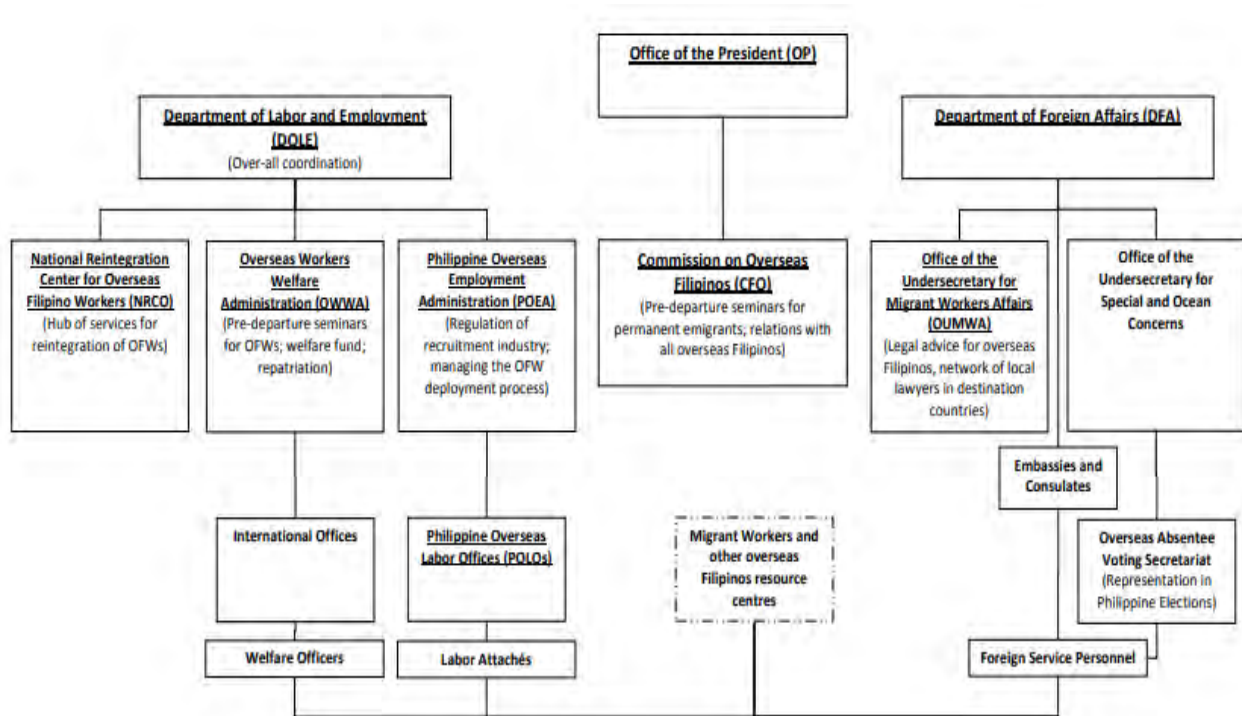 Office of the President (OP)
Department of Labor and Employment
(DOLE)
(Over-all coordination)
Department of Foreign Affairs (DFA)
National Reintegration
Center for Overseas
Filipino Workers (NRCO)
(Hub of services for
reintegration of OFWs)
Overseas Workers
Welfare
Administration (OWWA)
(Pre-departure seminars
for OFWs; welfare fund;
repatriation)
Philippine Overseas
Employment
Administration (POEA)
(Regulation of
recruitment industry;
managing the OFW
deployment process)
Commission on Overseas
Filipinos (CFO)
(Pre-departure seminars for
permanent emigrants; relations with
all overseas Filipinos)
Office of the
Undersecretary for
Migrant Workers Affairs
(OUMWA)
(Legal advice for overseas
Filipinos, network of local
lawyers in destination
countries)
Office of the
Undersecretary for
Special and Ocean
Concerns
Embassies and
Consulates
International Offices
Philippine Overseas
Labor Offices (POLOs)
Migrant Workers and
other overseas
Filipinos resource
centres
Overseas Absentee
Voting Secretariat
(Representation in
Philippine Elections)
Welfare Officers
Labor Attachés
Foreign Service Personnel